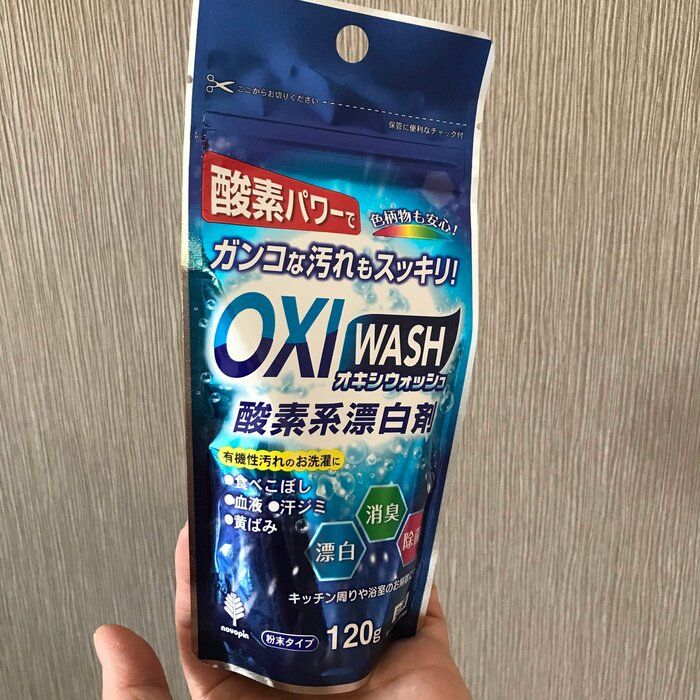 ここからお切りください
保管に便利なチャック付
酸素パワーで
色柄物も安心!
ガンコな汚れもスッキリ!
OXI WASH
オキシウォッシュ
酸素系漂白剤
有機性汚れのお洗濯に
●食べこぼし
●血液 ●汗ジミ
●黄ばみ
消臭
漂白
除
キッチン周りや浴室のお
novopin
粉末タイプ
120g